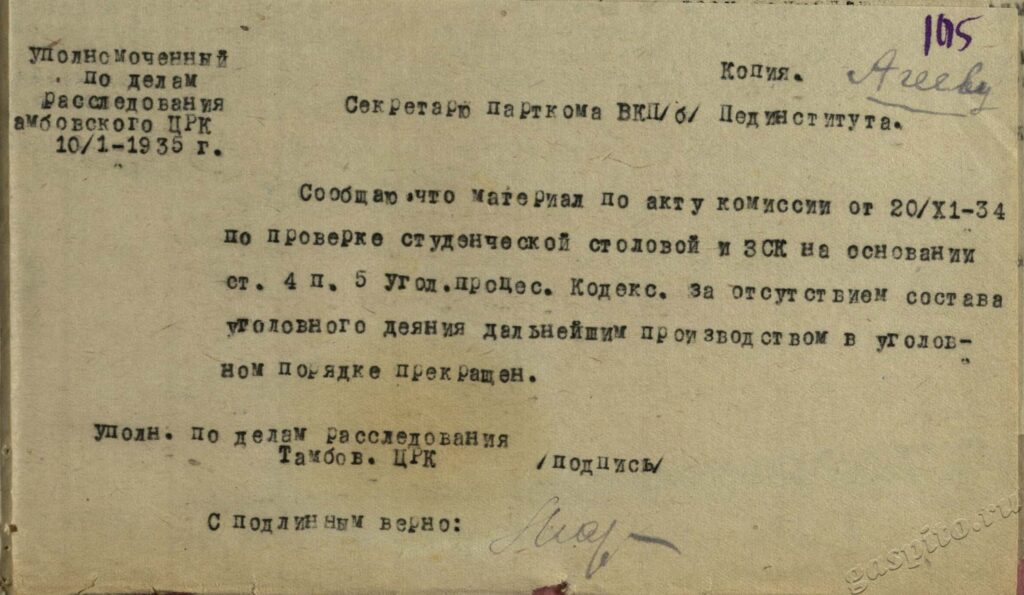 105
уполномоченный
по делам
расследования
амбовского ЦРК
10/1-1935 г.
Копия.
Агееву
Секретарю парткома ВКП/б/ Пединститута.
Сообщаю,что материал по акту комиссии от 20/X1-34
по проверке студенческой столовой и ЗСК на основании
ст. 4 п. 5 Угол.процес. Кодекс. за отсутствием состава
уголовного деяния дальнейшим производством в уголов-
ном порядке прекращен.
уполн. по делам расследования
Тамбов. ЦРК /подпись/
С подлинным верно:
gaspito.ru